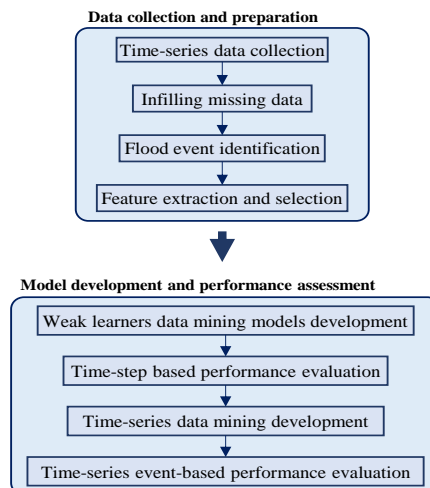 Data collection and preparation
Time-series data collection
Infilling missing data
Flood event identification
Feature extraction and selection
Model development and performance assessment
Weak learners data mining models development
Time-step based performance evaluation
Time-series data mining development
Time-series event-based performance evaluation